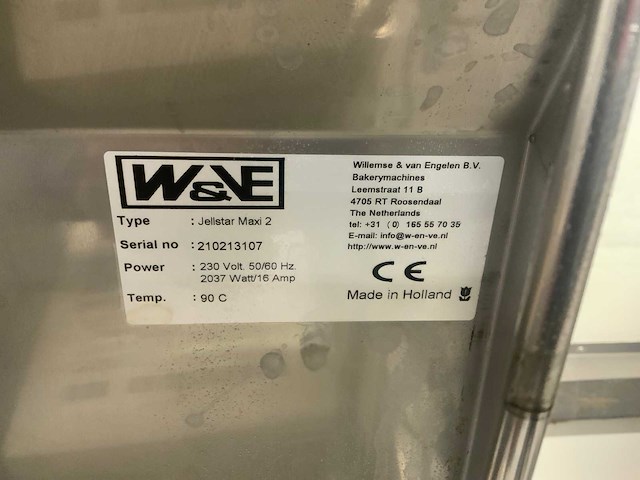 W&VE
Type : Jellstar Maxi 2
Serial no : 210213107
Power : 230 Volt. 50/60 Hz.
2037 Watt/16 Amp
Temp. : 90 C
Willemse & van Engelen B.V.
Bakerymachines
Leemstraat 11 B
4705 RT Roosendaal
The Netherlands
tel: +31 (0) 165 55 70 35
E-mail: info@w-en-ve.nl
http://www.w-en-ve.nl
CE
Made in Holland